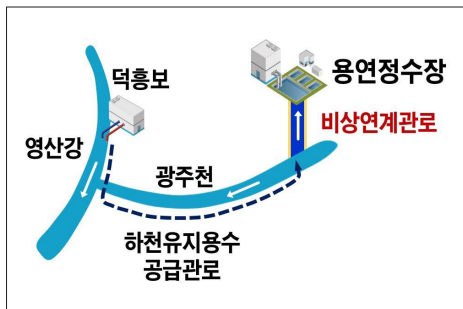 덕흥보
용연정수장
비상연계관로
영산강
광주천
하천유지용수
공급관로